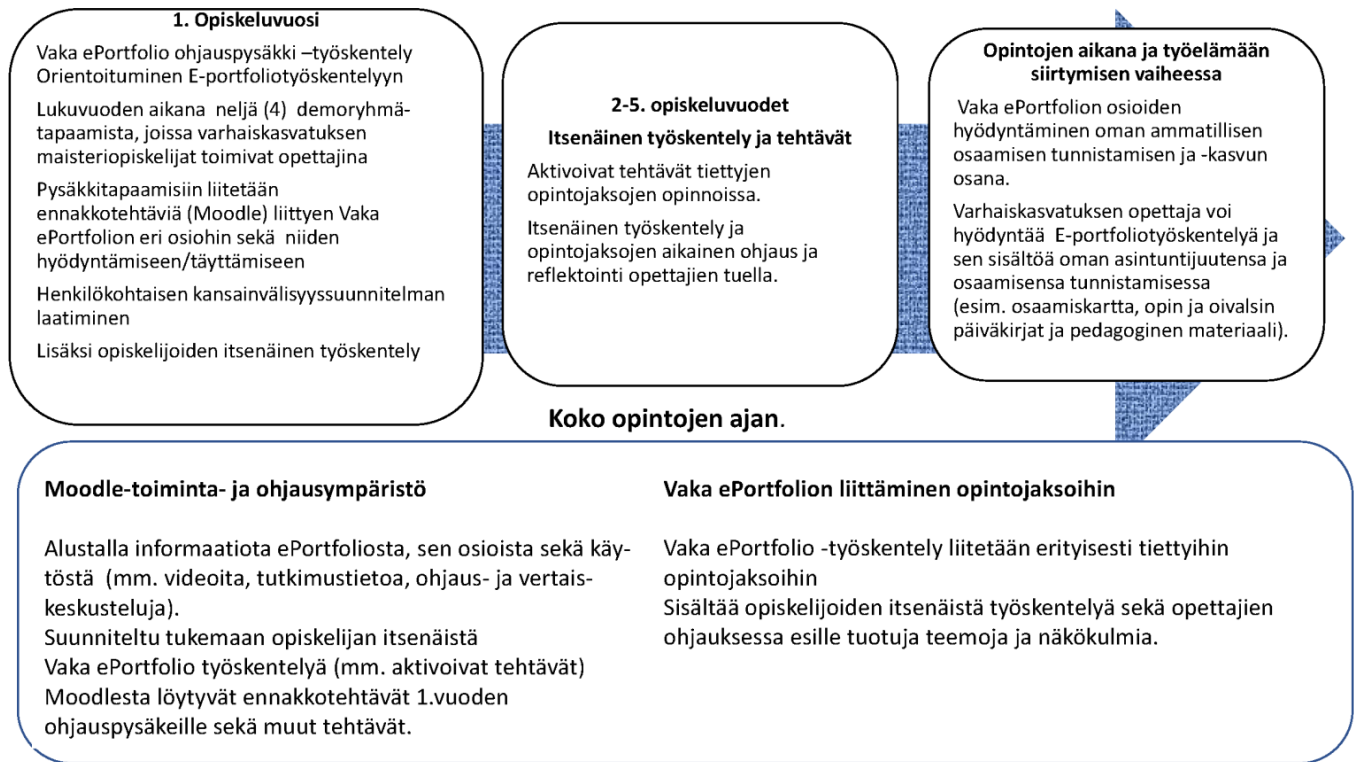 1. Opiskeluvuosi
Vaka ePortfolio ohjauspysäkki –työskentely
Orientoituminen E-portfoliotyöskentelyyn
Lukuvuoden aikana neljä (4) demoryhmä-
tapaamista, joissa varhaiskasvatuksen
maisteriopiskelijat toimivat opettajina
Pysäkkitapaamisiin liitetään
ennakkotehtäviä (Moodle) liittyen Vaka
ePortfolion eri osiohin sekä niiden
hyödyntämiseen/täyttämiseen
Henkilökohtaisen kansainvälisyyssuunnitelman
laatiminen
Lisäksi opiskelijoiden itsenäinen työskentely
2-5. opiskeluvuodet
Itsenäinen työskentely ja tehtävät
Aktivoivat tehtävät tiettyjen
opintojaksojen opinnoissa.
Itsenäinen työskentely ja
opintojaksojen aikainen ohjaus ja
reflektointi opettajien tuella.
Opintojen aikana ja työelämään
siirtymisen vaiheessa
Vaka ePortfolion osioiden
hyödyntäminen oman ammatillisen
osaamisen tunnistamisen ja -kasvun
osana.
Varhaiskasvatuksen opettaja voi
hyödyntää E-portfoliotyöskentelyä ja
sen sisältöä oman asintuntijuutensa ja
osaamisensa tunnistamisessa
(esim. osaamiskartta, opin ja oivalsin
päiväkirjat ja pedagoginen materiaali).
Koko opintojen ajan.
Moodle-toiminta- ja ohjausympäristö
Alustalla informaatiota ePortfoliosta, sen osioista sekä käy-
töstä (mm. videoita, tutkimustietoa, ohjaus- ja vertais-
keskusteluja).
Suunniteltu tukemaan opiskelijan itsenäistä
Vaka ePortfolio työskentelyä (mm. aktivoivat tehtävät)
Moodlesta löytyvät ennakkotehtävät 1.vuoden
ohjauspysäkeille sekä muut tehtävät.
Vaka ePortfolion liittäminen opintojaksoihin
Vaka ePortfolio -työskentely liitetään erityisesti tiettyihin
opintojaksoihin
Sisältää opiskelijoiden itsenäistä työskentelyä sekä opettajien
ohjauksessa esille tuotuja teemoja ja näkökulmia.